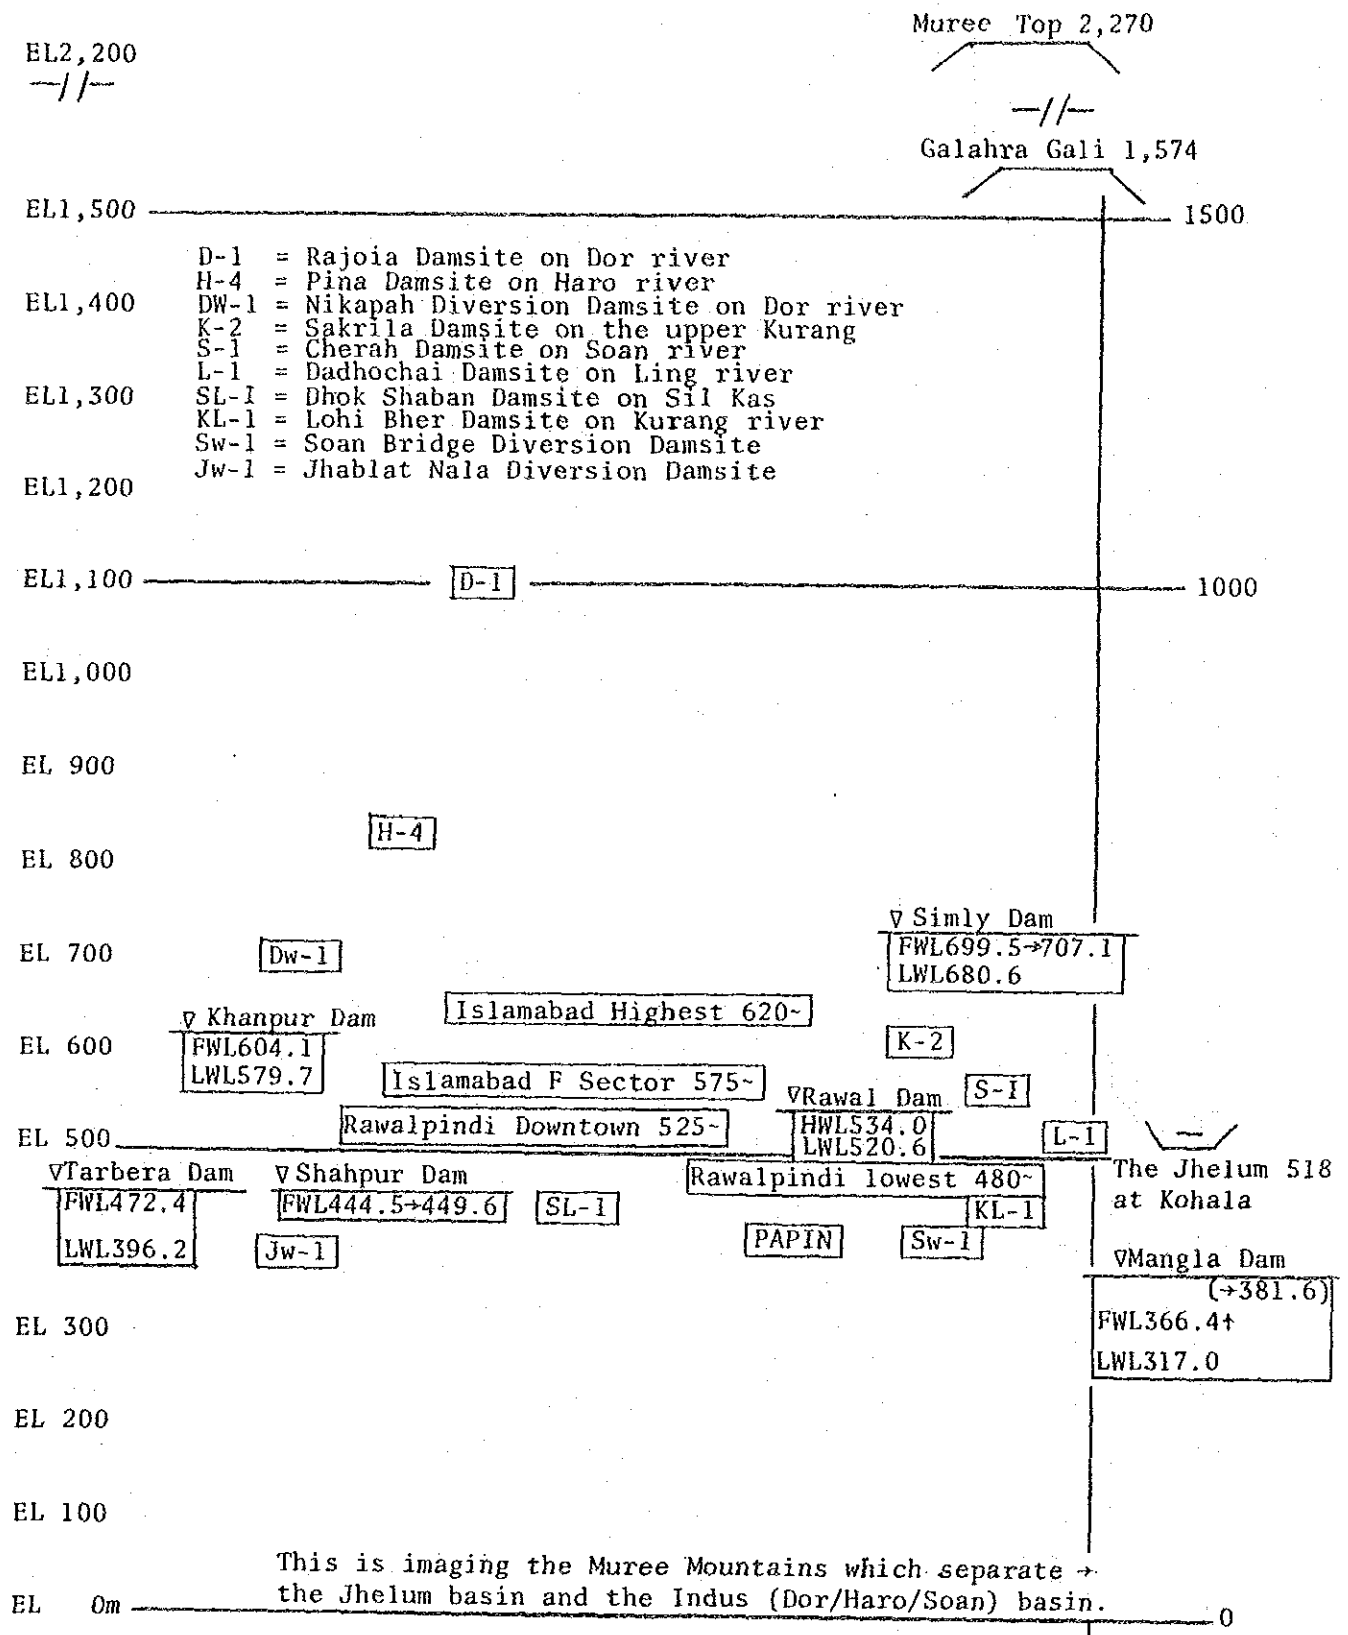 Muree Top 2,270
EL2,200
—//—
—//—
Galahra Gali 1,574
EL1,500
1500
D-1 = Rajoia Damsite on Dor river
H-4 = Pina Damsite on Haro river
EL1,400
DW-1 = Nikapah Diversion Damsite on Dor river
K-2 = Sakrila Damsite on the upper Kurang
S-1 = Cherah Damsite on Soan river
L-1 = Dadhochai Damsite on Ling river
EL1,300
SL-1 = Dhok Shaban Damsite on Sil Kas
KL-1 = Lohi Bher Damsite on Kurang river
Sw-1 = Soan Bridge Diversion Damsite
Jw-1 = Jhablat Nala Diversion Damsite
EL1,200
EL1,100
D-1
1000
EL1,000
EL 900
H-4
EL 800
∇ Simly Dam
EL 700
Dw-1
FWL699.5→707.1
LWL680.6
Islamabad Highest 620~
∇ Khanpur Dam
EL 600
FWL604.1
LWL579.7
K-2
Islamabad F Sector 575~
∇Rawal Dam
S-I
Rawalpindi Downtown 525~
HWL534.0
LWL520.6
L-1
EL 500
∇Tarbera Dam
∇ Shahpur Dam
Rawalpindi lowest 480~
The Jhelum 518
at Kohala
FWL472.4
LWL396.2
FWL444.5→449.6
SL-1
KL-1
Jw-1
PAPIN
Sw-1
∇Mangla Dam
(→381.6)
FWL366.4↑
LWL317.0
EL 300
EL 200
EL 100
This is imaging the Muree Mountains which separate →
the Jhelum basin and the Indus (Dor/Haro/Soan) basin.
EL 0m
0